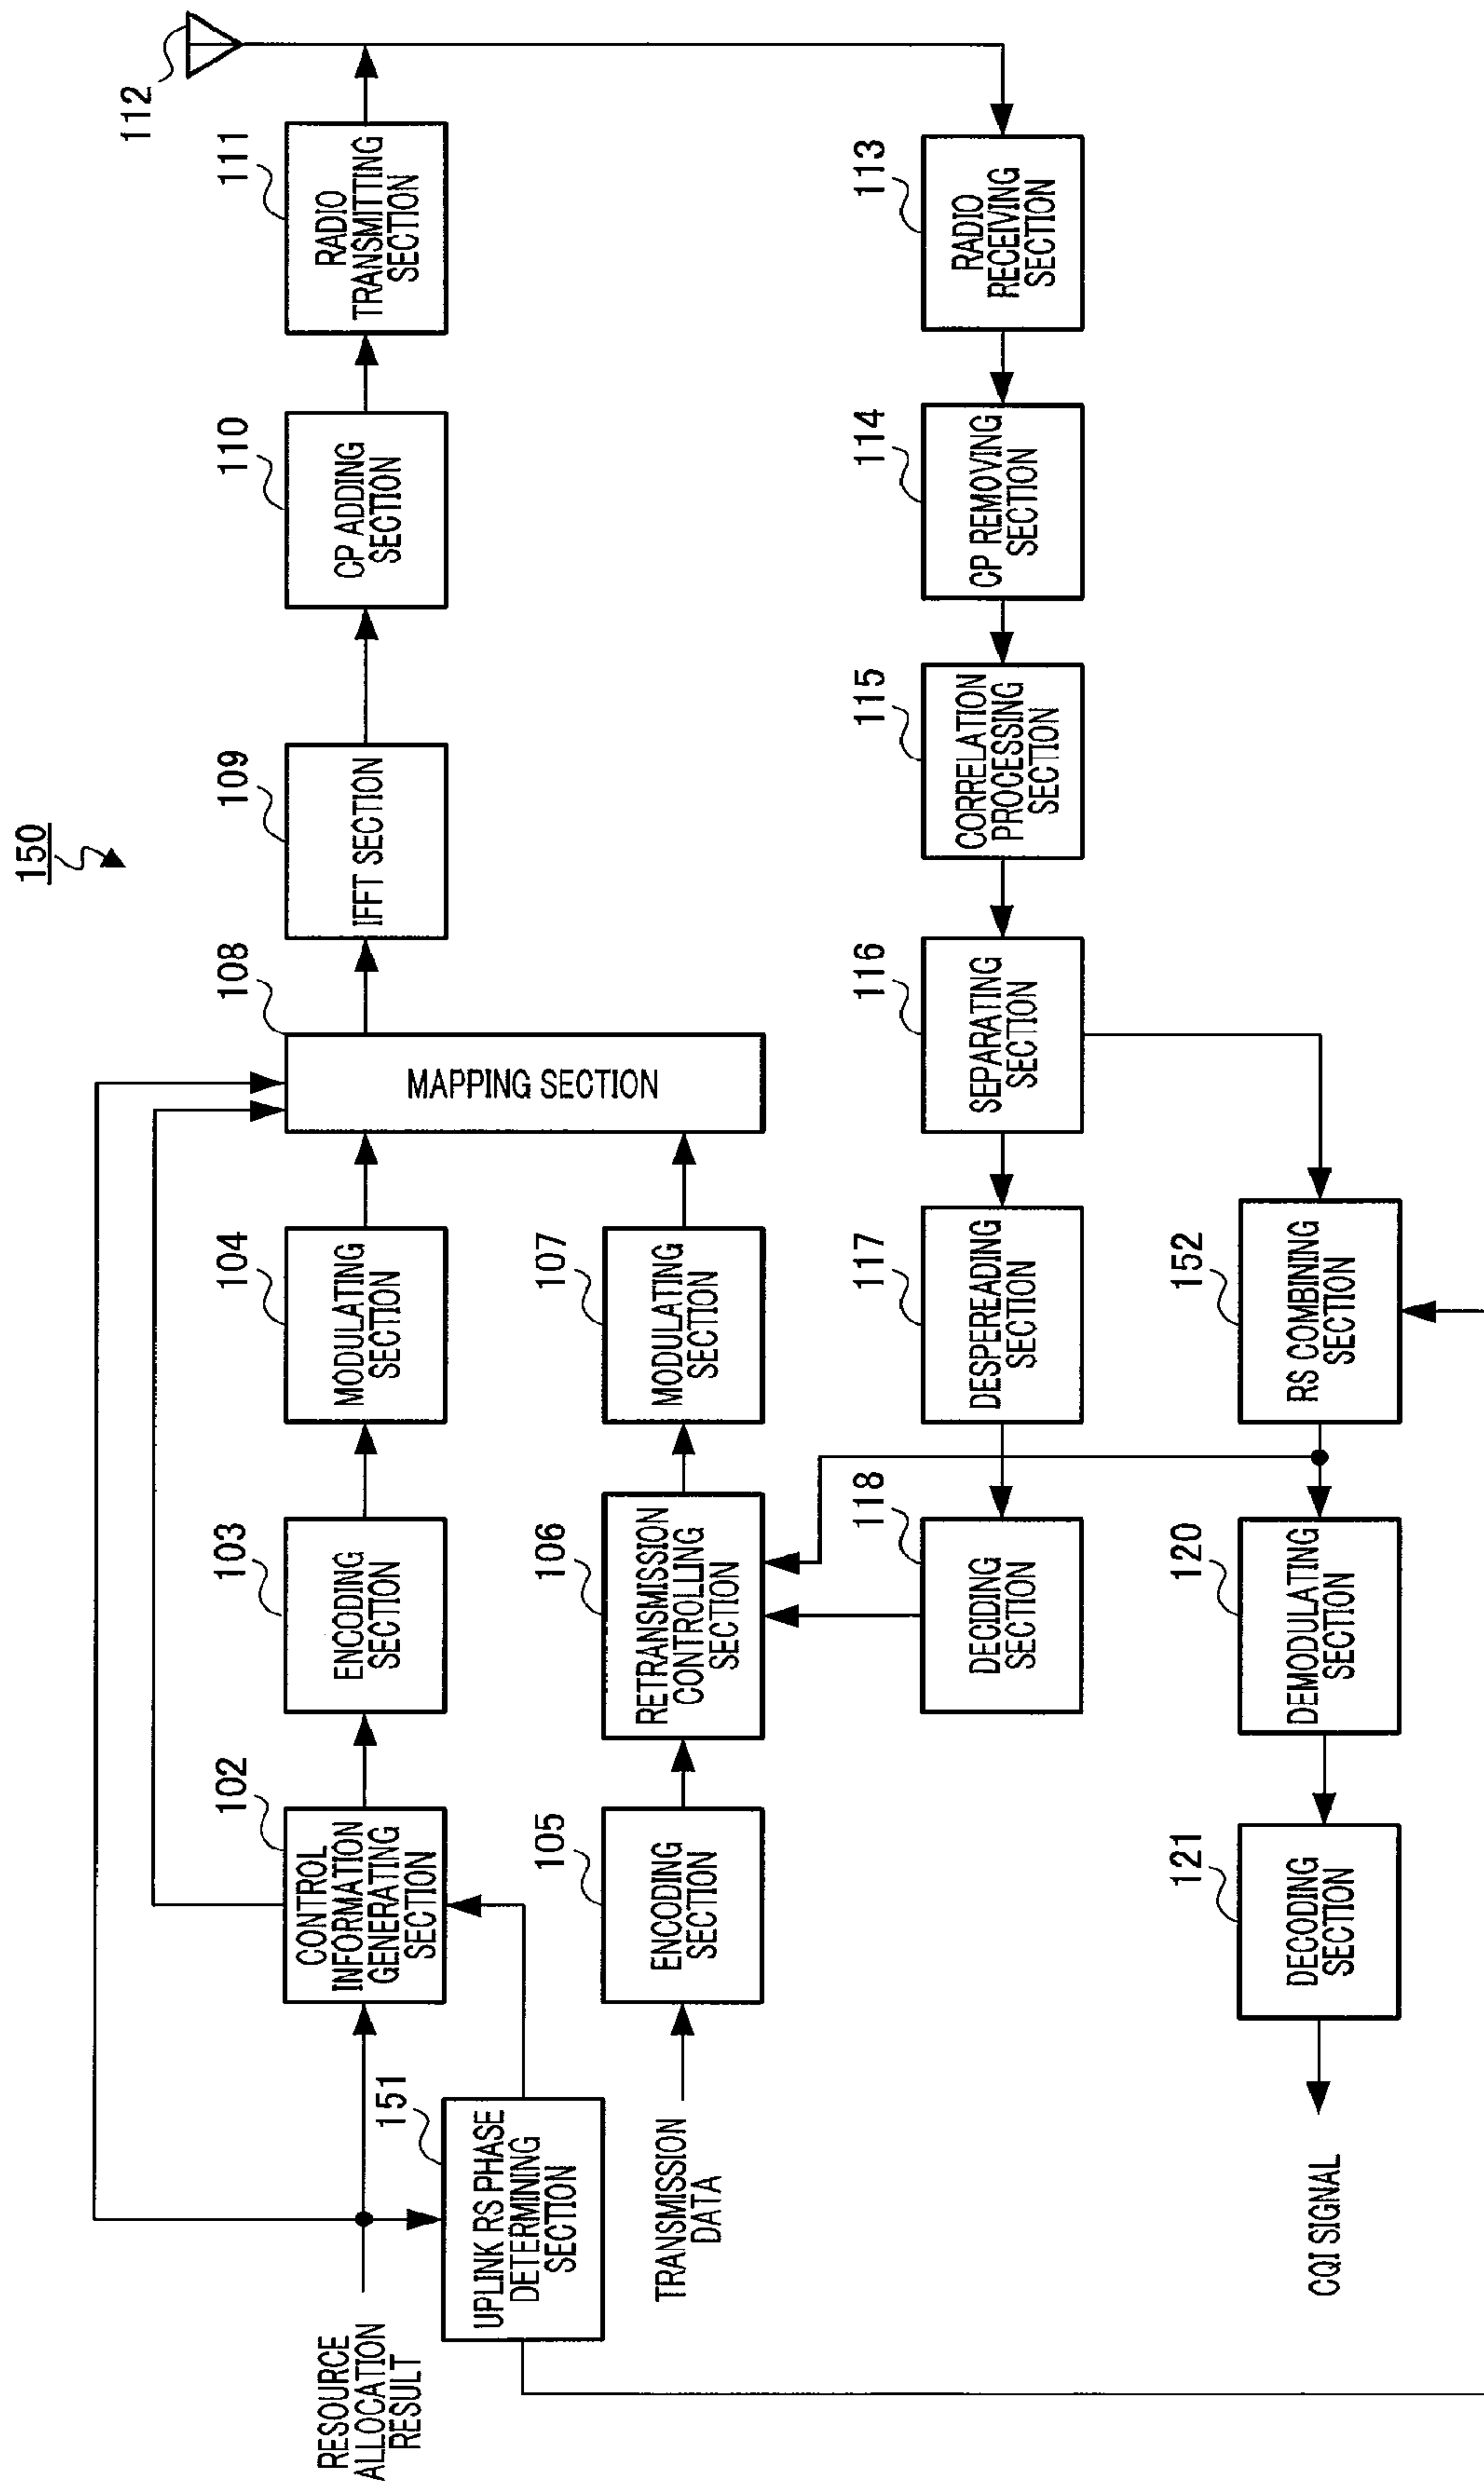 150
RESOURCE
ALLOCATION
RESULT
151
UPLINK RS PHASE
DETERMINING
SECTION
102
CONTROL
INFORMATION
GENERATING
SECTION
103
ENCODING
SECTION
104
MODULATING
SECTION
108
MAPPING SECTION
109
IFFT SECTION
110
CP ADDING
SECTION
111
RADIO
TRANSMITTING
SECTION
112
TRANSMISSION
DATA
105
ENCODING
SECTION
106
RETRANSMISSION
CONTROLLING
SECTION
107
MODULATING
SECTION
118
DECIDING
SECTION
117
DESPEREADING
SECTION
116
SEPARATING
SECTION
115
CORRELATION
PROCESSING
SECTION
114
CP REMOVING
SECTION
113
RADIO
RECEIVING
SECTION
CQI SIGNAL
121
DECODING
SECTION
120
DEMODULATING
SECTION
152
RS COMBINING
SECTION